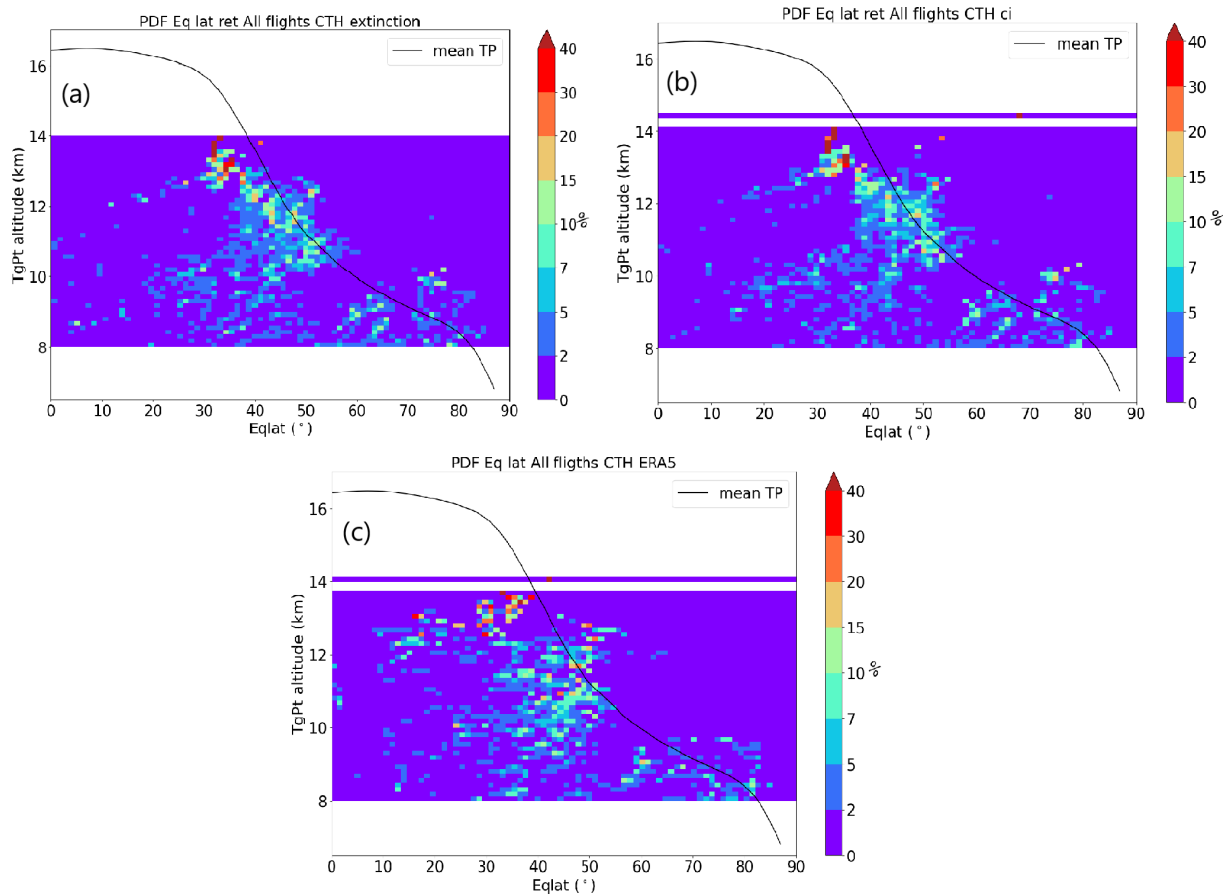 PDF Eq lat ret All flights CTH extinction
(a)
mean TP
TgPt altitude (km)
16
14
12
10
8
0 10 20 30 40 50 60 70 80 90
Eqlat (°)
40
30
20
15
10
7
5
2
0
%
PDF Eq lat ret All flights CTH ci
(b)
mean TP
TgPt altitude (km)
16
14
12
10
8
0 10 20 30 40 50 60 70 80 90
Eqlat (°)
40
30
20
15
10
7
5
2
0
%
PDF Eq lat All fligths CTH ERA5
(c)
mean TP
TgPt altitude (km)
16
14
12
10
8
0 10 20 30 40 50 60 70 80 90
Eqlat (°)
40
30
20
15
10
7
5
2
0
%